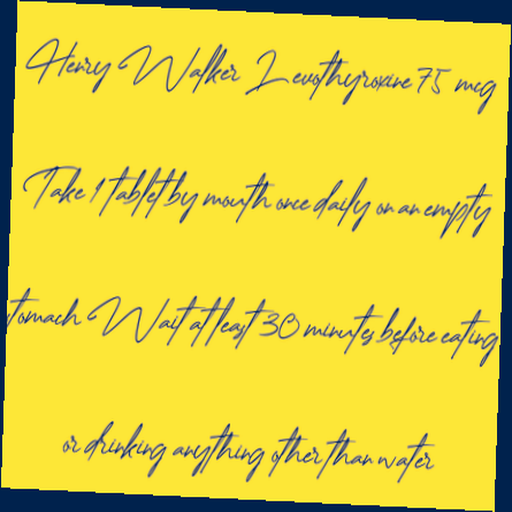 Henry Walker Levothyroxine 75 mcg
Take 1 tablet by mouth once daily on an empty
stomach Wait at least 30 minutes before eating
or drinking anything other than water